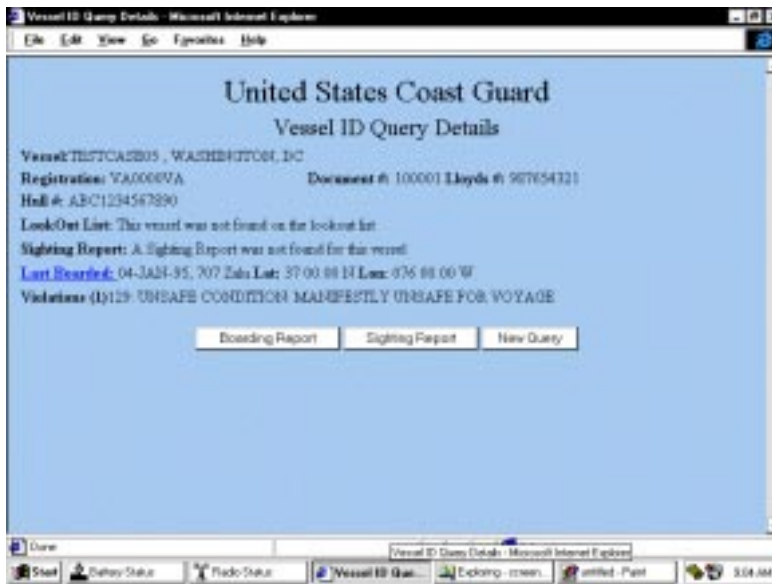 Vessel ID Query Details - Microsoft Internet Explorer
File Edit View Go Favorites Help
United States Coast Guard
Vessel ID Query Details
Vessel: TESTCASE05 , WASHINGTON, DC
Registration: VA0000VA Document #: 100001 Lloyds #: 987654321
Hull #: ABC1234567890
LookOut List: This vessel was not found on the lookout list
Sighting Report: A Sighting Report was not found for this vessel
Last Boarded: 04-JAN-95, 707 Zulu Lat: 37 00.00 N Lon: 076 00.00 W
Violations (1)129: UNSAFE CONDITION MANIFESTLY UNSAFE FOR VOYAGE
Boarding Report Sighting Report New Query
Done
Vessel ID Query Details - Microsoft Internet Explorer
Start Battery Status Radio Status Vessel ID Que... Exploring - screen... untitled - Paint AM